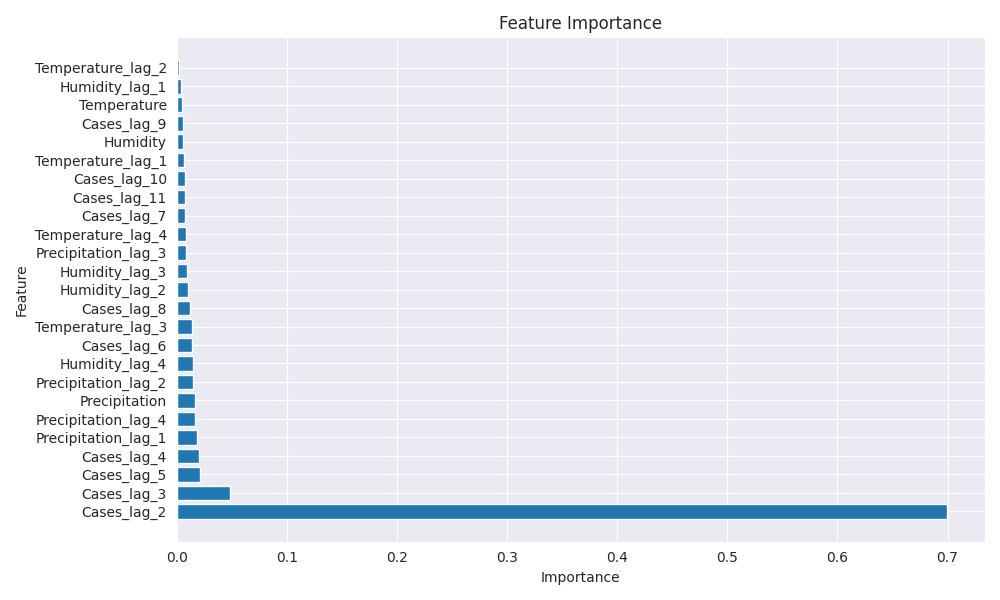 Feature Importance
Temperature_lag_2
Humidity_lag_1
Temperature
Cases_lag_9
Humidity
Temperature_lag_1
Cases_lag_10
Cases_lag_11
Cases_lag_7
Temperature_lag_4
Precipitation_lag_3
Humidity_lag_3
Humidity_lag_2
Cases_lag_8
Temperature_lag_3
Cases_lag_6
Humidity_lag_4
Precipitation_lag_2
Precipitation
Precipitation_lag_4
Precipitation_lag_1
Cases_lag_4
Cases_lag_5
Cases_lag_3
Cases_lag_2
Feature
0.0 0.1 0.2 0.3 0.4 0.5 0.6 0.7
Importance